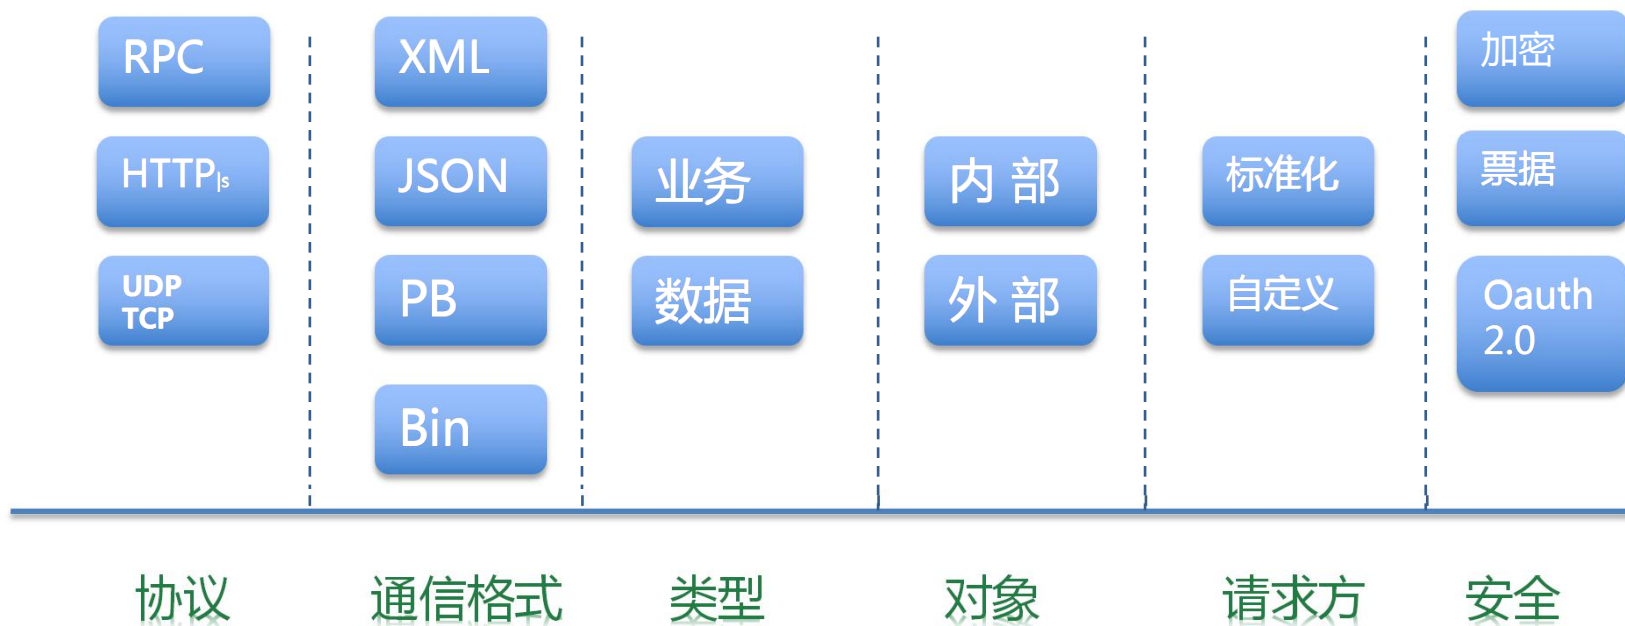 RPC
HTTP|s
UDP
TCP
XML
JSON
PB
Bin
业务
数据
内 部
外 部
标准化
自定义
加密
票据
Oauth
2.0
协议
通信格式
类型
对象
请求方
安全